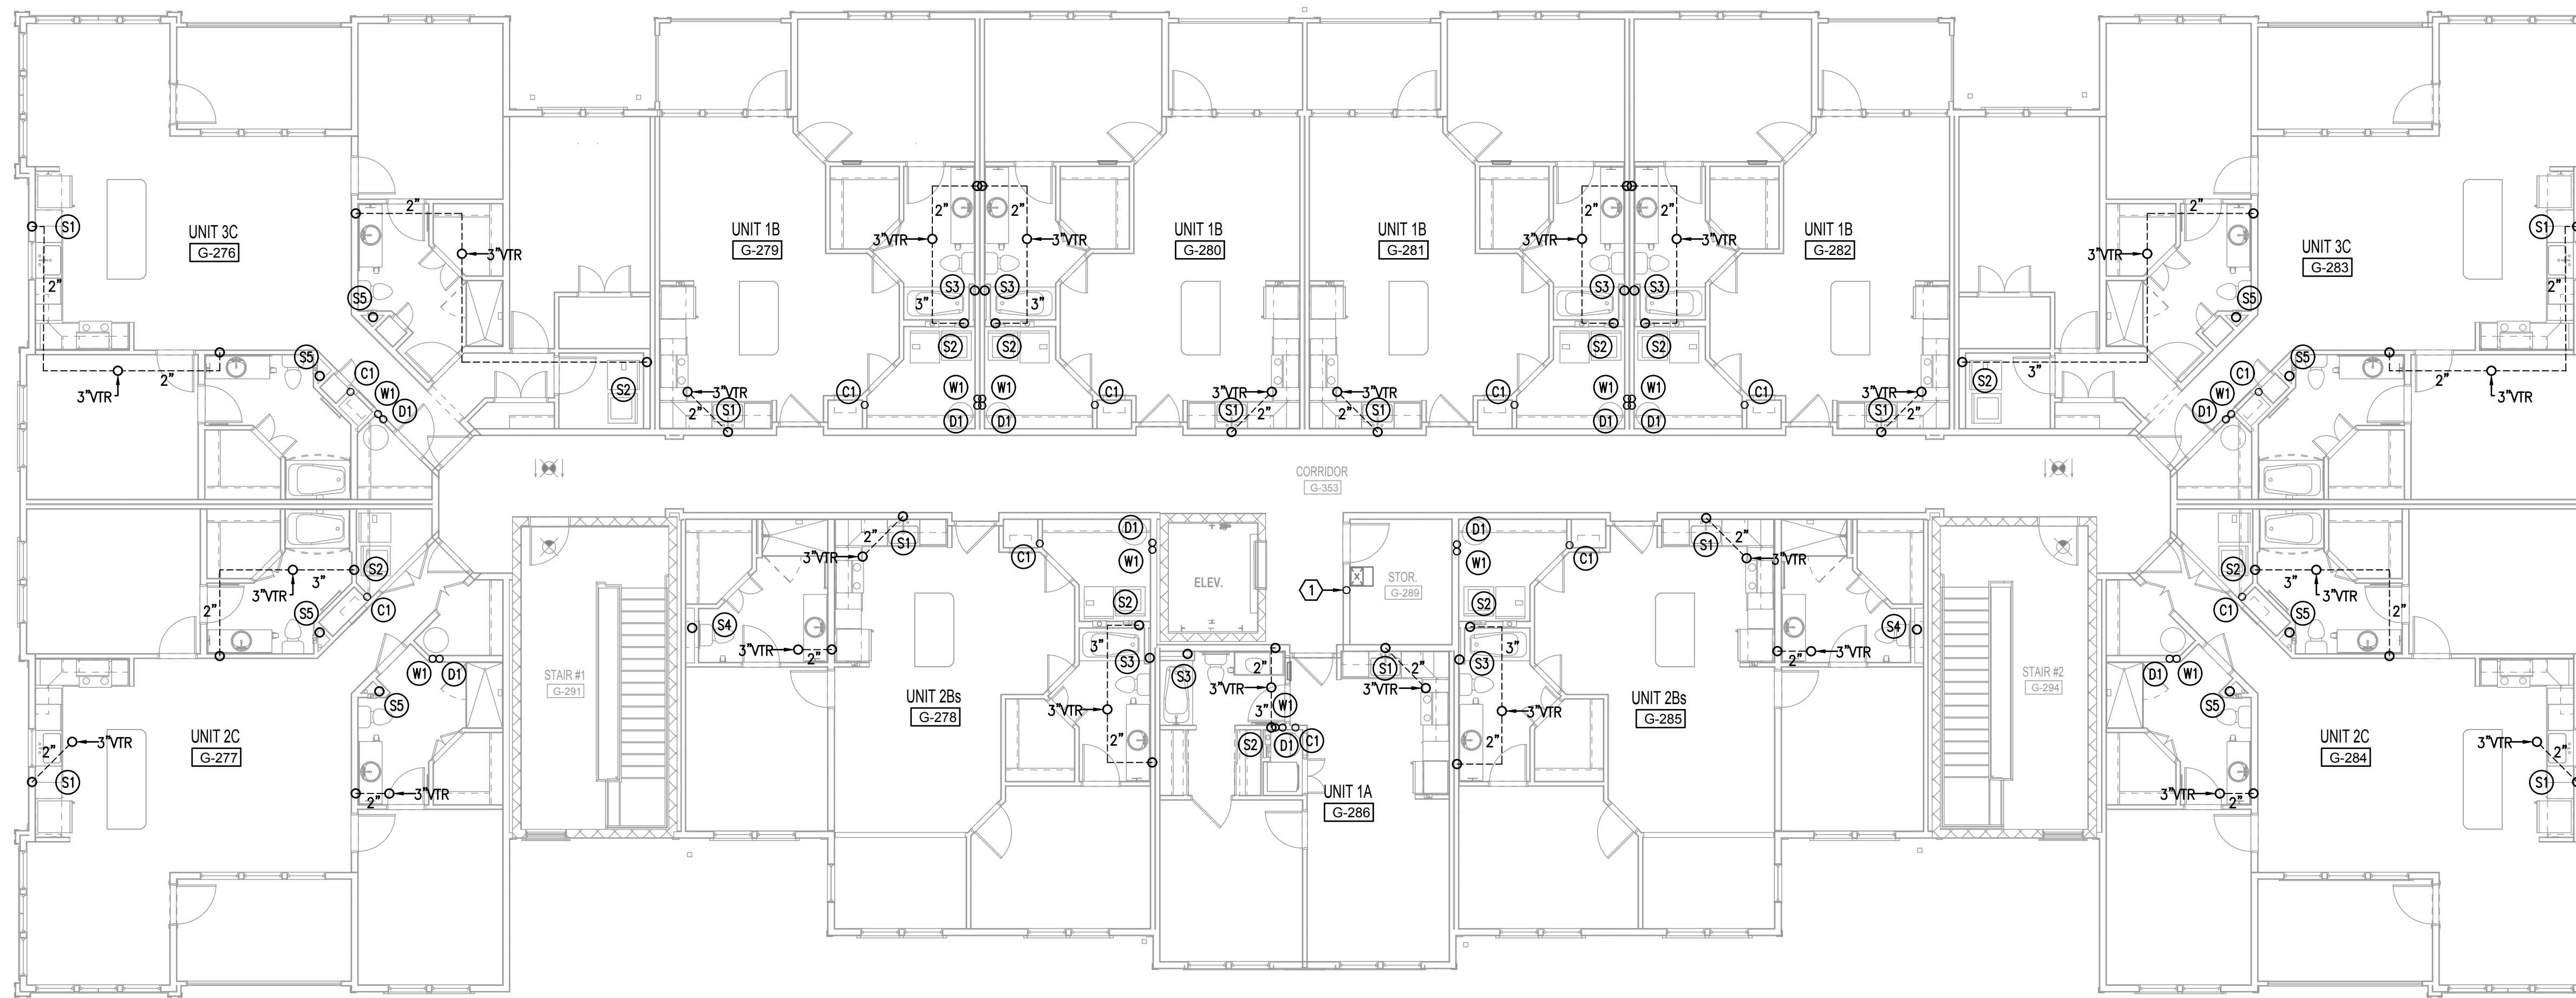 UNIT 3C
G-276
S1
2"
3"VTR
2"
2"
3"VTR
S5
S5
C1
W1
D1
S2
UNIT 1B
G-279
3"VTR
S1
2"
2"
3"VTR
3"
S3
S2
W1
D1
C1
UNIT 1B
G-280
2"
3"VTR
3"
S3
S2
W1
D1
C1
3"VTR
S1
2"
UNIT 1B
G-281
3"VTR
S1
2"
2"
3"VTR
3"
S3
S2
W1
D1
C1
UNIT 1B
G-282
2"
3"VTR
3"
S3
S2
W1
D1
C1
3"VTR
S1
2"
UNIT 3C
G-283
S1
2"
3"VTR
2"
2"
3"VTR
3"
S5
S5
C1
W1
D1
S2
CORRIDOR
G-353
UNIT 2C
G-277
S2
3"
3"VTR
2"
S5
C1
W1
D1
S5
2"
3"VTR
S1
2"
3"VTR
STAIR #1
G-291
UNIT 2Bs
G-278
S1
2"
3"VTR
S4
3"VTR
2"
C1
D1
W1
S2
3"
S3
3"VTR
2"
ELEV.
1
STOR.
G-289
X
UNIT 1A
G-286
S3
2"
3"VTR
3"
W1
S2
D1
C1
S1
2"
3"VTR
UNIT 2Bs
G-285
D1
W1
C1
S2
3"
S3
3"VTR
2"
S1
2"
3"VTR
S4
2"
3"VTR
STAIR #2
G-294
UNIT 2C
G-284
S2
3"
3"VTR
2"
C1
S5
D1
W1
S5
3"VTR
2"
3"VTR
2"
S1